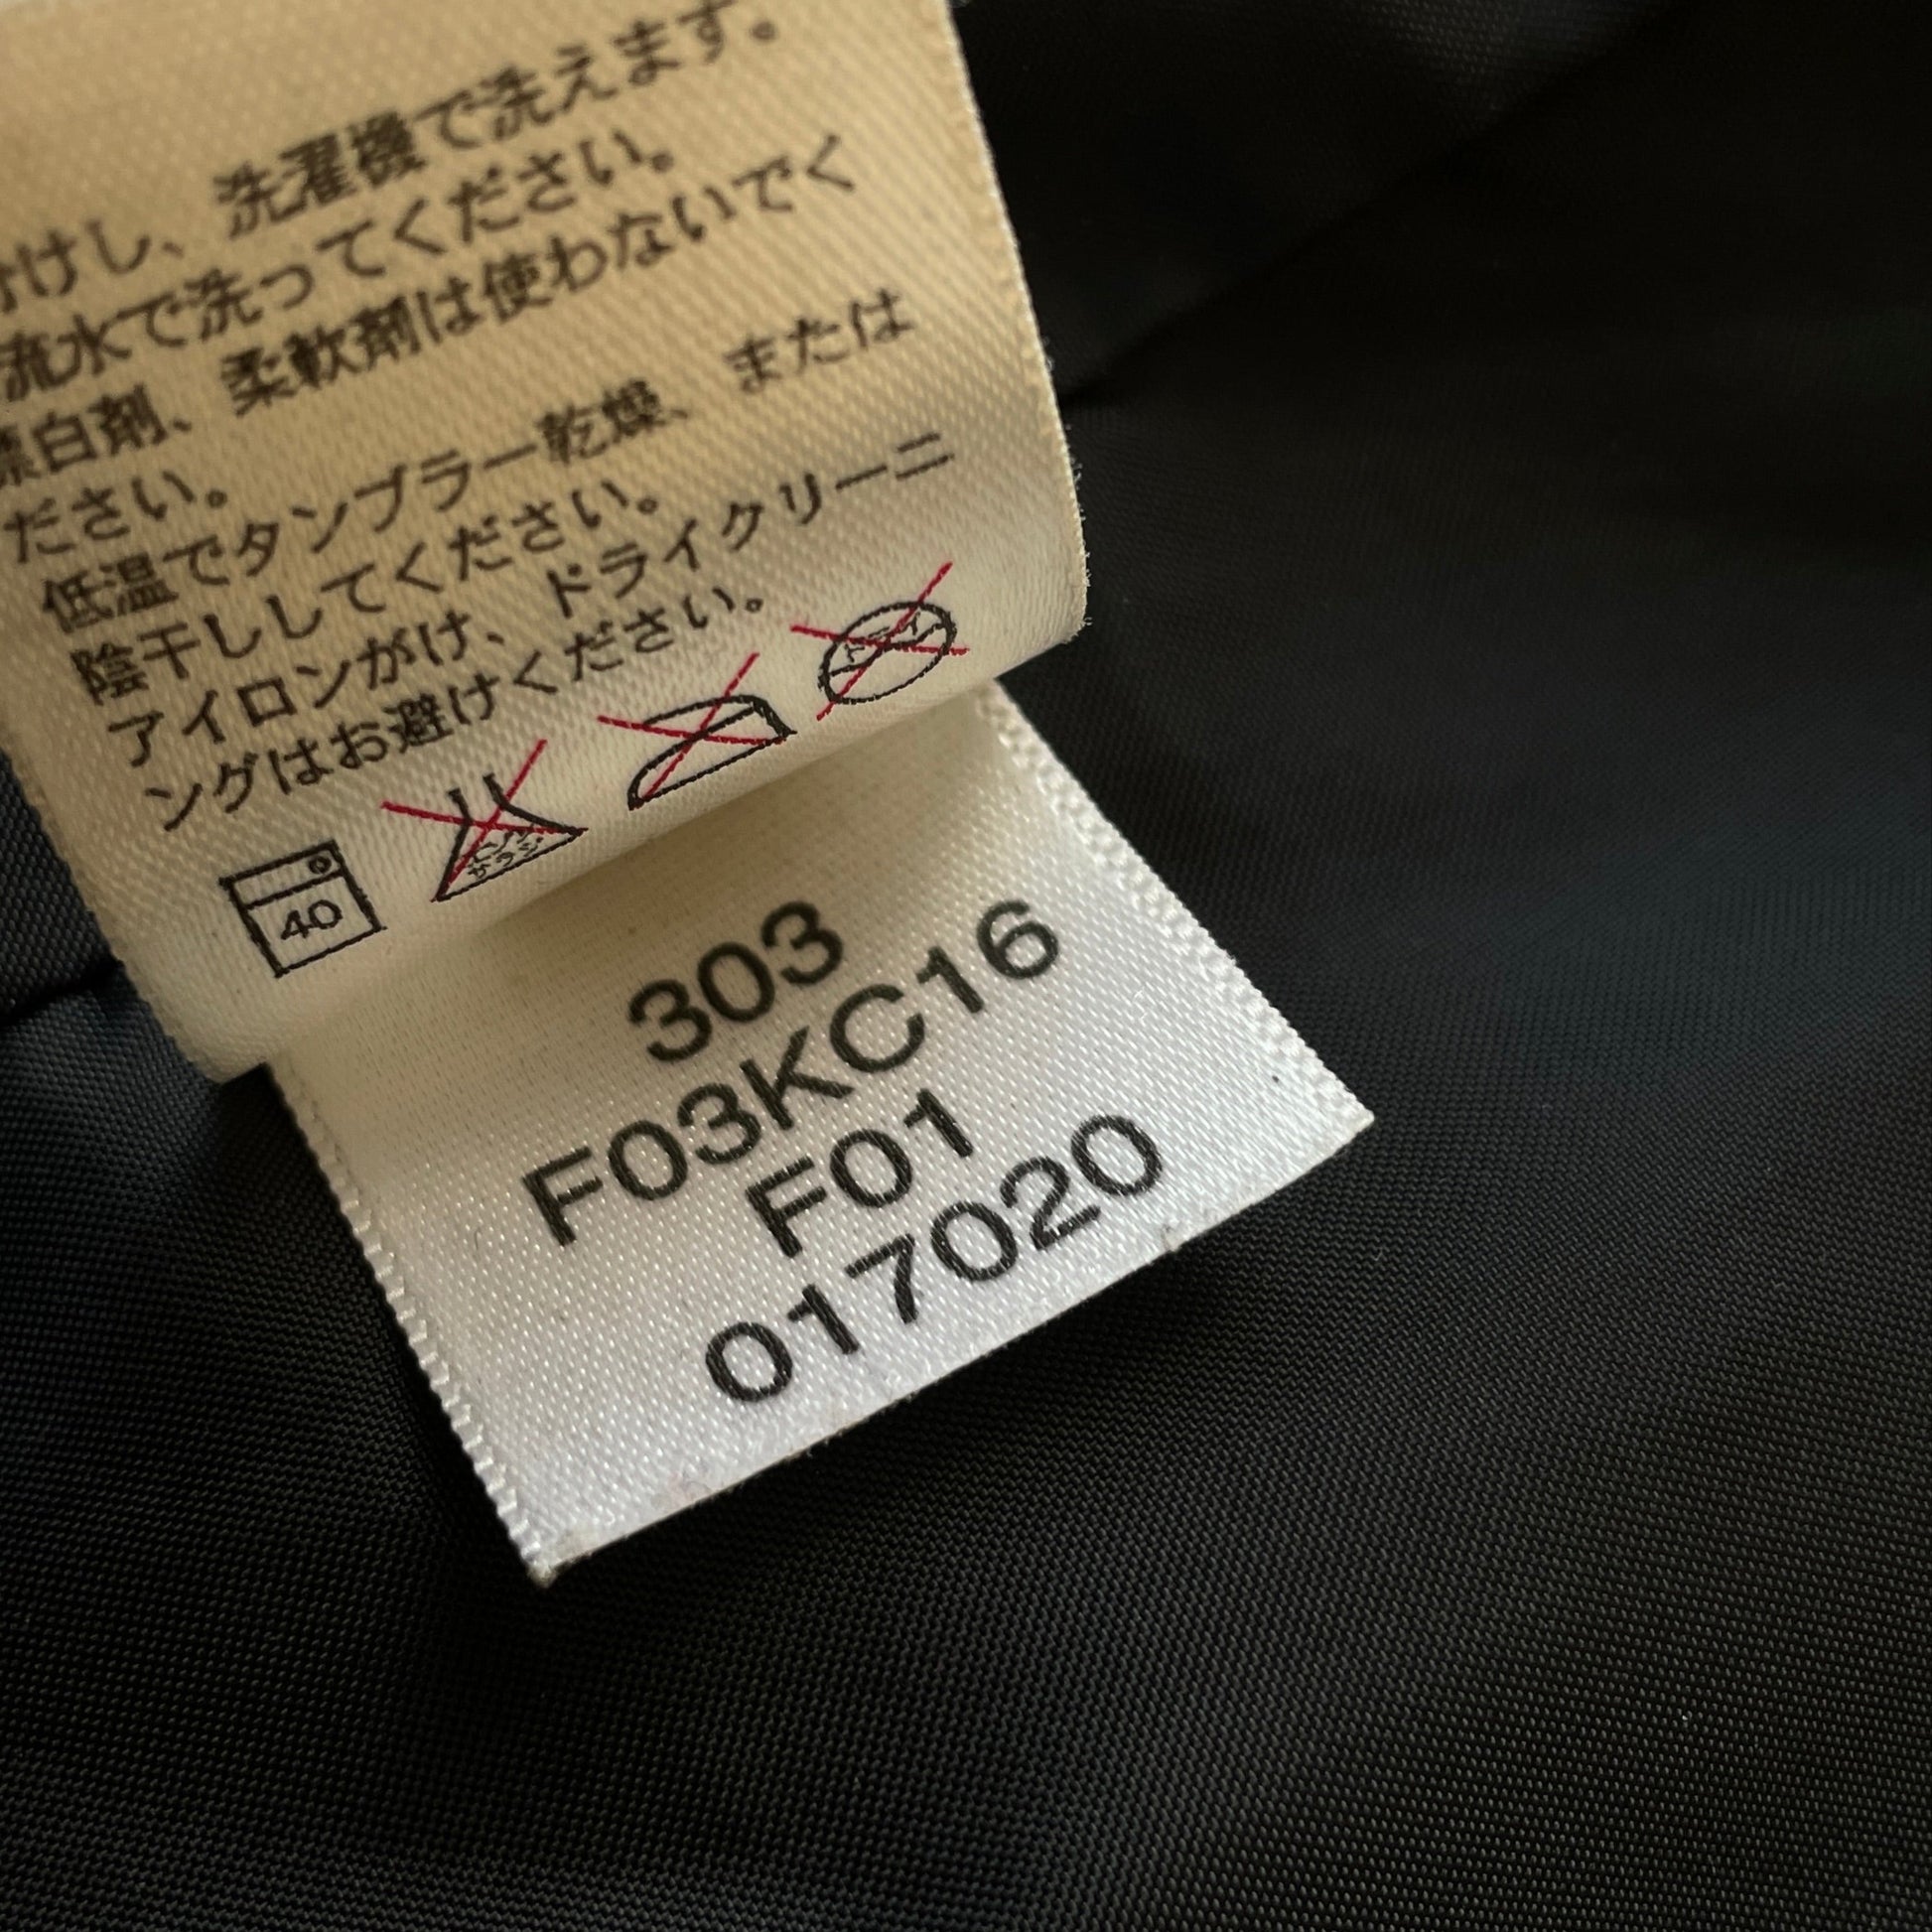 けし、洗濯機で洗えます。
流水で洗ってください。
漂白剤、柔軟剤は使わないでく
ださい。
低温でタンブラー乾燥、または
陰干ししてください。
アイロンがけ、ドライクリーニ
ングはお避けください。
40
303
F03KC16
F01
017020